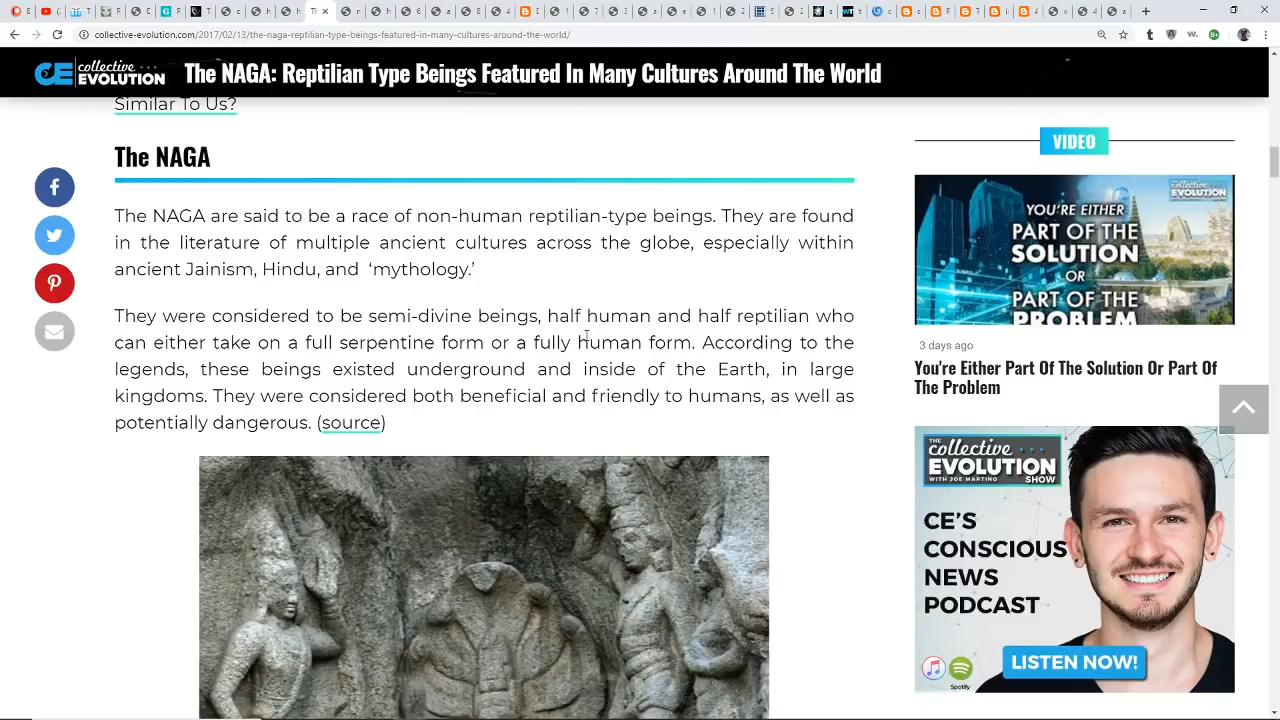 collective-evolution.com/2017/02/13/the-naga-reptilian-type-beings-featured-in-many-cultures-around-the-world/
CE collective EVOLUTION
The NAGA: Reptilian Type Beings Featured In Many Cultures Around The World
Similar To Us?
The NAGA
The NAGA are said to be a race of non-human reptilian-type beings. They are found
in the literature of multiple ancient cultures across the globe, especially within
ancient Jainism, Hindu, and ‘mythology.’
They were considered to be semi-divine beings, half human and half reptilian who
can either take on a full serpentine form or a fully human form. According to the
legends, these beings existed underground and inside of the Earth, in large
kingdoms. They were considered both beneficial and friendly to humans, as well as
potentially dangerous. (source)
VIDEO
collective EVOLUTION
YOU'RE EITHER
PART OF THE
SOLUTION
OR
PART OF THE
PROBLEM
3 days ago
You're Either Part Of The Solution Or Part Of
The Problem
THE
collective
EVOLUTION
WITH JOE MARTINO SHOW
CE'S
CONSCIOUS
NEWS
PODCAST
LISTEN NOW!
Spotify